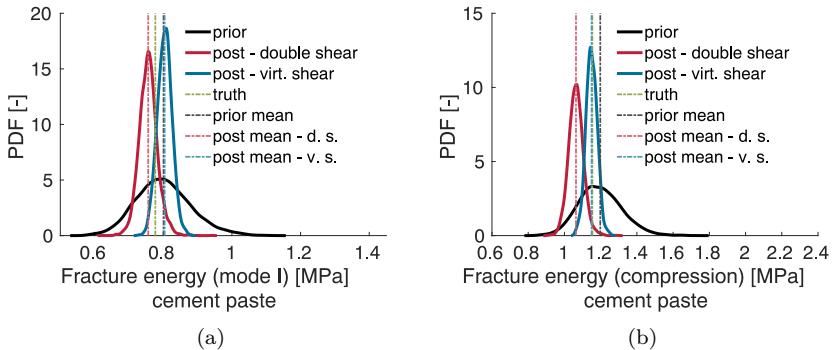 20
15
10
5
0
PDF [-]
prior
post - double shear
post - virt. shear
truth
prior mean
post mean - d. s.
post mean - v. s.
0.6 0.8 1 1.2 1.4
Fracture energy (mode I) [MPa]
cement paste
(a)
15
10
5
0
PDF [-]
prior
post - double shear
post - virt. shear
truth
prior mean
post mean - d. s.
post mean - v. s.
0.6 0.8 1 1.2 1.4 1.6 1.8 2 2.2 2.4
Fracture energy (compression) [MPa]
cement paste
(b)